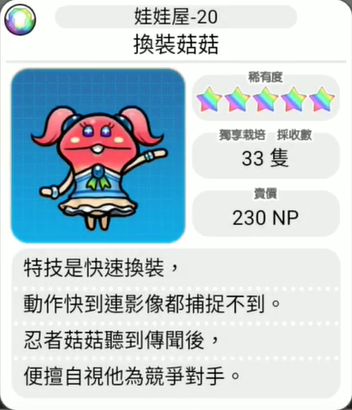 娃娃屋-20
換裝菇菇
稀有度
獨享栽培 採收數
33 隻
賣價
230 NP
特技是快速換裝，
動作快到連影像都捕捉不到。
忍者菇菇聽到傳聞後，
便擅自視他為競爭對手。